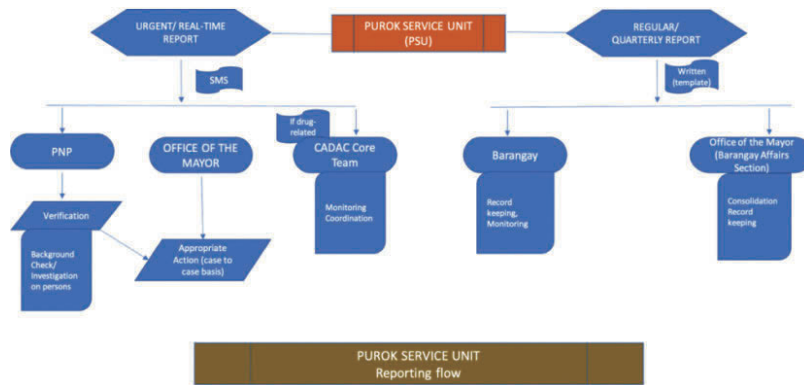 URGENT/ REAL-TIME
REPORT
PUROK SERVICE UNIT
(PSU)
REGULAR/
QUARTERLY REPORT
SMS
Written
(template)
If drug-
related
PNP
OFFICE OF THE
MAYOR
CADAC Core
Team
Barangay
Office of the Mayor
(Barangay Affairs
Section)
Monitoring
Coordination
Record
keeping,
Monitoring
Consolidation
Record
keeping
Verification
Background
Check/
Investigation
on persons
Appropriate
Action (case to
case basis)
PUROK SERVICE UNIT
Reporting flow